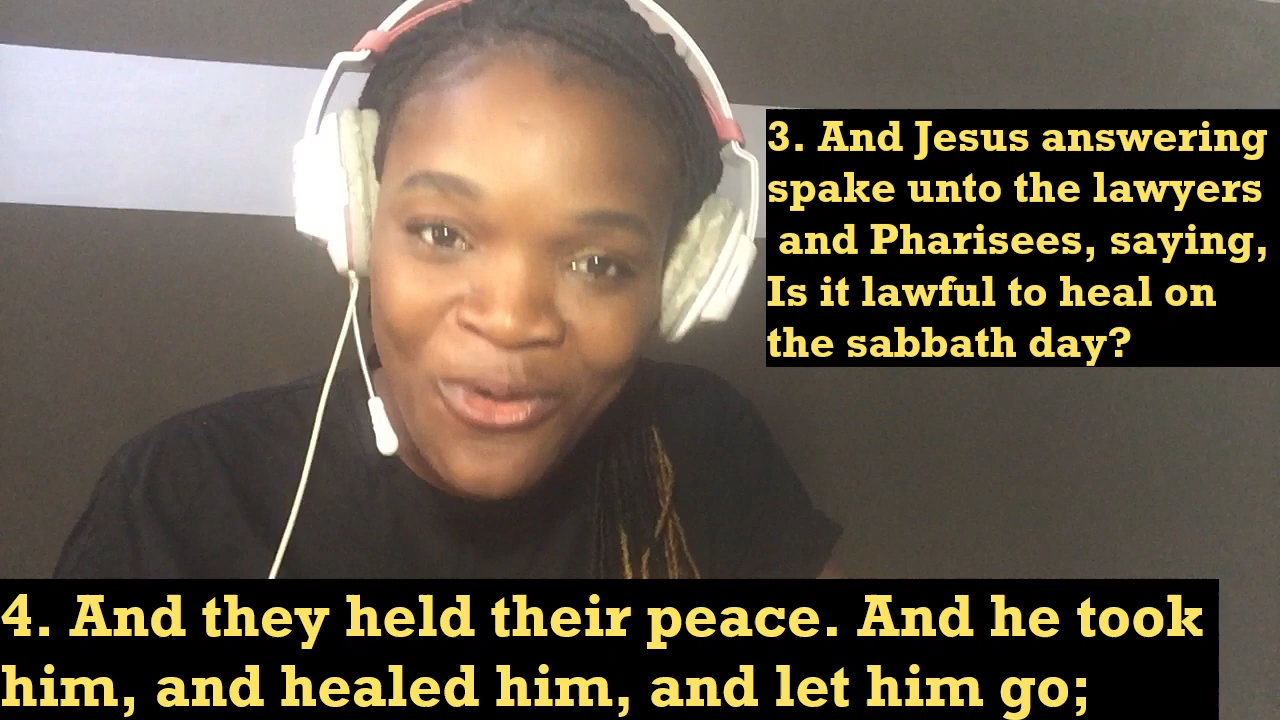 3. And Jesus answering
spake unto the lawyers
and Pharisees, saying,
Is it lawful to heal on
the sabbath day?
4. And they held their peace. And he took
him, and healed him, and let him go;